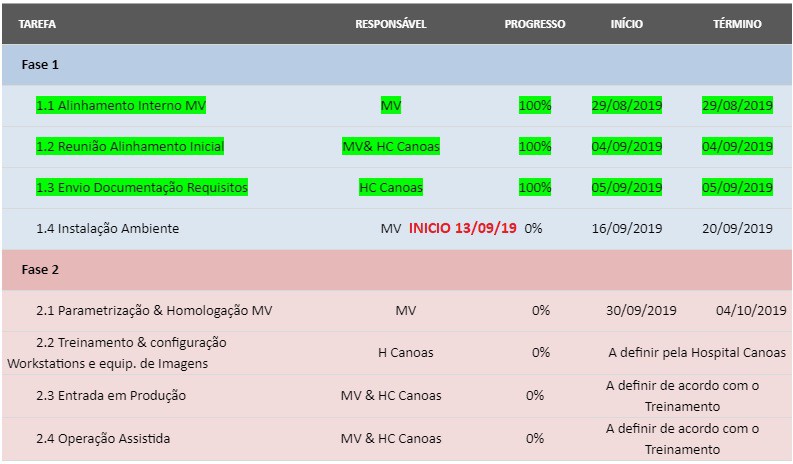 TAREFA RESPONSÁVEL PROGRESSO INÍCIO TÉRMINO
Fase 1
1.1 Alinhamento Interno MV MV 100% 29/08/2019 29/08/2019
1.2 Reunião Alinhamento Inicial MV& HC Canoas 100% 04/09/2019 04/09/2019
1.3 Envio Documentação Requisitos HC Canoas 100% 05/09/2019 05/09/2019
1.4 Instalação Ambiente MV INICIO 13/09/19 0% 16/09/2019 20/09/2019
Fase 2
2.1 Parametrização & Homologação MV MV 0% 30/09/2019 04/10/2019
2.2 Treinamento & configuração
Workstations e equip. de Imagens H Canoas 0% A definir pela Hospital Canoas
2.3 Entrada em Produção MV & HC Canoas 0% A definir de acordo com o
Treinamento
2.4 Operação Assistida MV & HC Canoas 0% A definir de acordo com o
Treinamento